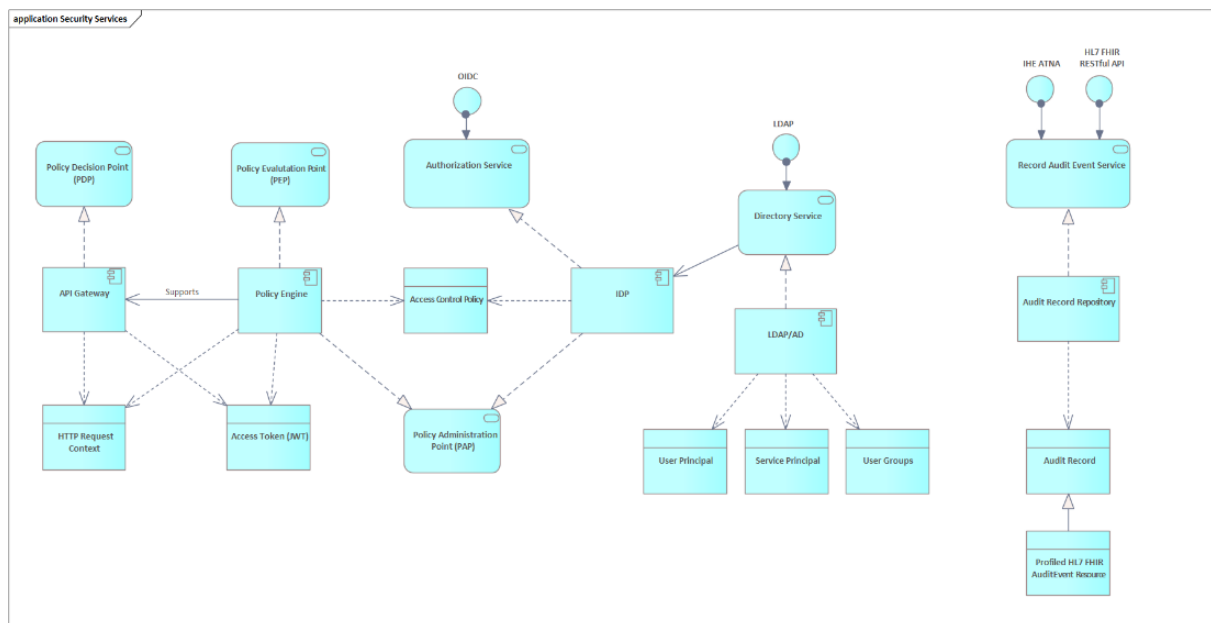 application Security Services
HL7 FHIR
RESTful API
IHE ATNA
OIDC
LDAP
Policy Decision Point
(PDP)
Policy Evalutation Point
(PEP)
Authorization Service
Record Audit Event Service
Directory Service
API Gateway
Supports
Policy Engine
Access Control Policy
IDP
LDAP/AD
Audit Record Repository
HTTP Request
Context
Access Token (JWT)
Policy Administration
Point (PAP)
User Principal
Service Principal
User Groups
Audit Record
Profiled HL7 FHIR
AuditEvent Resource